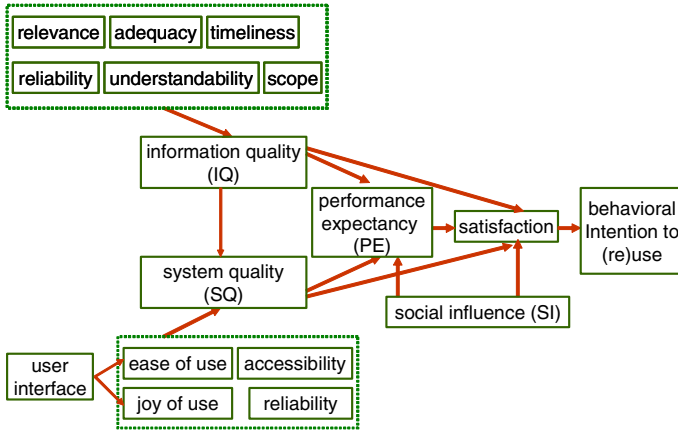 relevance adequacy timeliness
reliability understandability scope
information quality
(IQ)
performance
expectancy
(PE)
satisfaction
behavioral
Intention to
(re)use
system quality
(SQ)
social influence (SI)
user
interface
ease of use accessibility
joy of use reliability